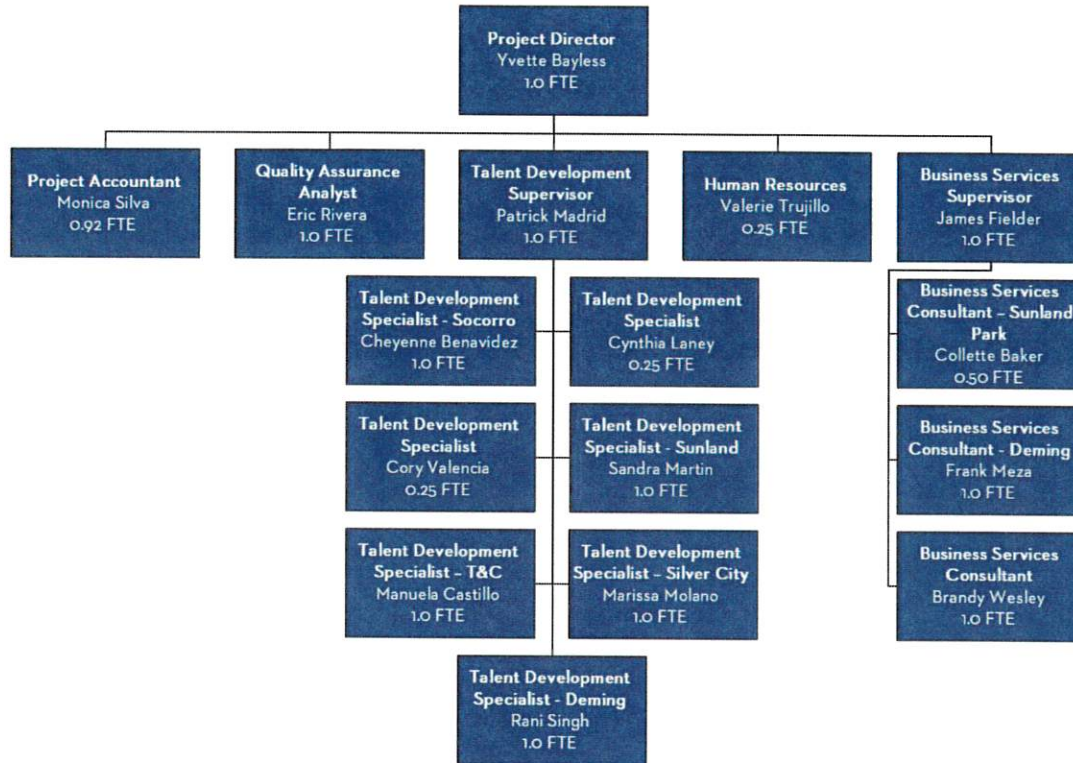 Project Director
Yvette Bayless
1.0 FTE
Project Accountant
Monica Silva
0.92 FTE
Quality Assurance
Analyst
Eric Rivera
1.0 FTE
Talent Development
Supervisor
Patrick Madrid
1.0 FTE
Human Resources
Valerie Trujillo
0.25 FTE
Business Services
Supervisor
James Fielder
1.0 FTE
Talent Development
Specialist - Socorro
Cheyenne Benavidez
1.0 FTE
Talent Development
Specialist
Cynthia Laney
0.25 FTE
Business Services
Consultant – Sunland
Park
Collette Baker
0.50 FTE
Talent Development
Specialist
Cory Valencia
0.25 FTE
Talent Development
Specialist - Sunland
Sandra Martin
1.0 FTE
Business Services
Consultant - Deming
Frank Meza
1.0 FTE
Talent Development
Specialist – T&C
Manuela Castillo
1.0 FTE
Talent Development
Specialist – Silver City
Marissa Molano
1.0 FTE
Business Services
Consultant
Brandy Wesley
1.0 FTE
Talent Development
Specialist - Deming
Rani Singh
1.0 FTE